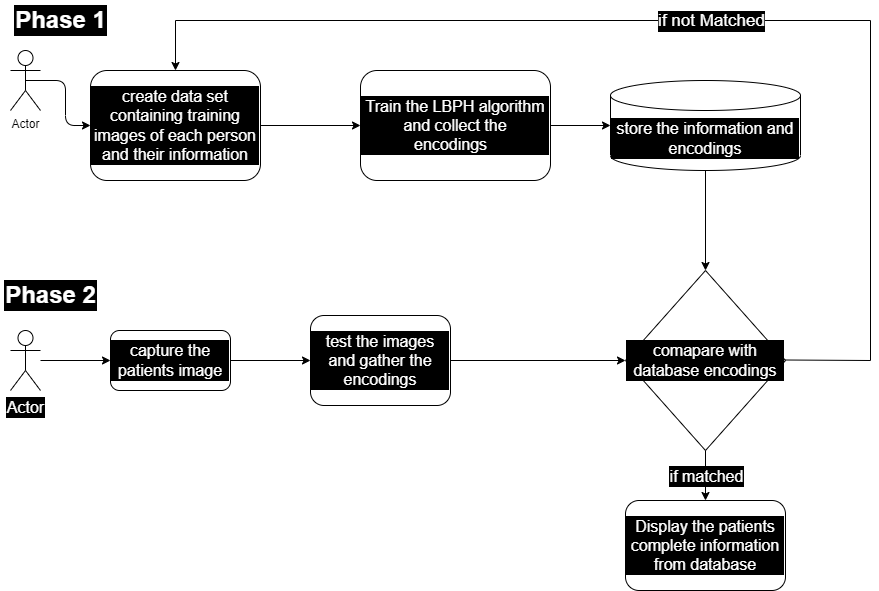 Phase 1
if not Matched
Actor
create data set
containing training
images of each person
and their information
Train the LBPH algorithm
and collect the
encodings
store the information and
encodings
Phase 2
Actor
capture the
patients image
test the images
and gather the
encodings
comapare with
database encodings
if matched
Display the patients
complete information
from database